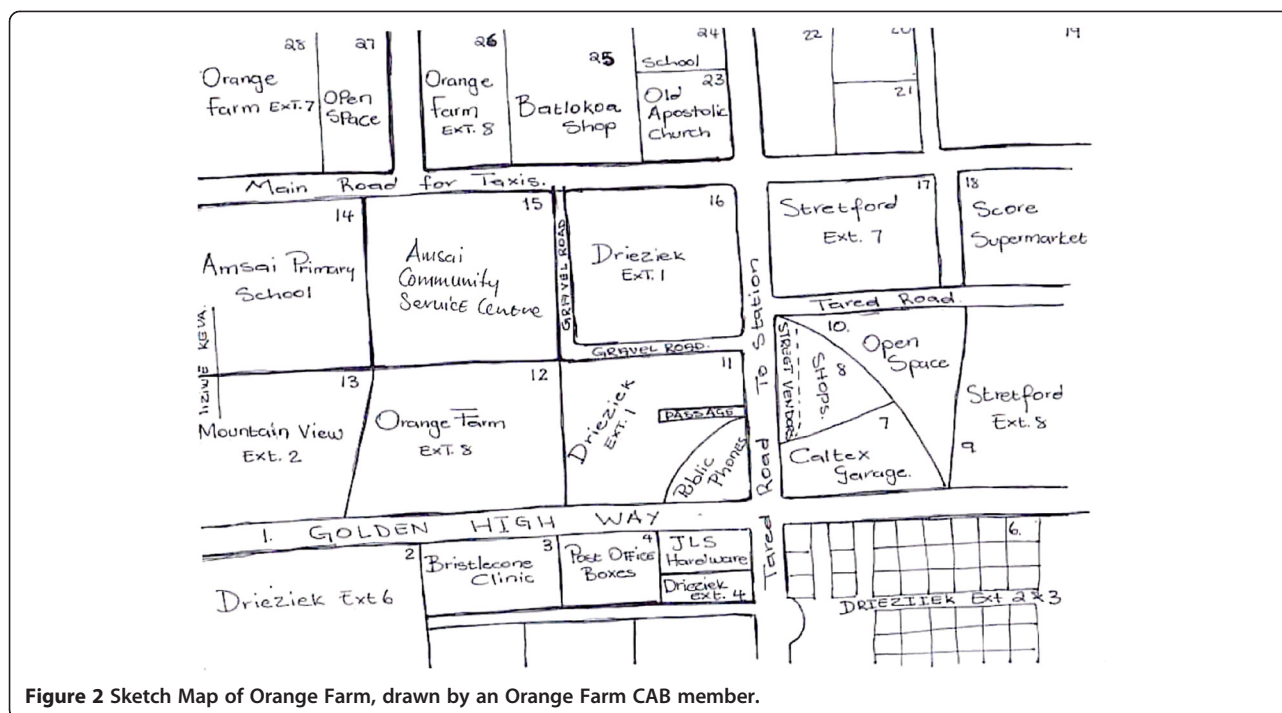 28
27
26
25
24
22
20
19
Orange
Farm EXT.7
Open
Space
Orange
Farm
EXT. 8
Batlokoa
Shop
School
23
Old
Apostolic
Church
21
Main Road for Taxis.
14
Amsai Primary
School
15
Amsai
Community
Service Centre
GRAVEL ROAD
16
Drieziek
EXT.1
GRAVEL ROAD.
17
Stretford
Ext. 7
18
Score
Supermarket
Tared Road.
Tared Road To Station
13
Mountain View
Ext. 2
12
Orange Farm
EXT. 8
11
Drieziek
EXT.1
PASSAGE
Public
Phones
STREET VENDORS
8
SHOPS.
10.
Open
Space
7
Caltex
Garage.
9
Stretford
Ext. 8
1. GOLDEN HIGH WAY
2
Drieziek Ext 6
3
Bristlecone
Clinic
4
Post Office
Boxes
JLS
Hardware
Drieziek
ext. 4
6.
DRIEZIIEK Ext 2 & 3
Figure 2 Sketch Map of Orange Farm, drawn by an Orange Farm CAB member.